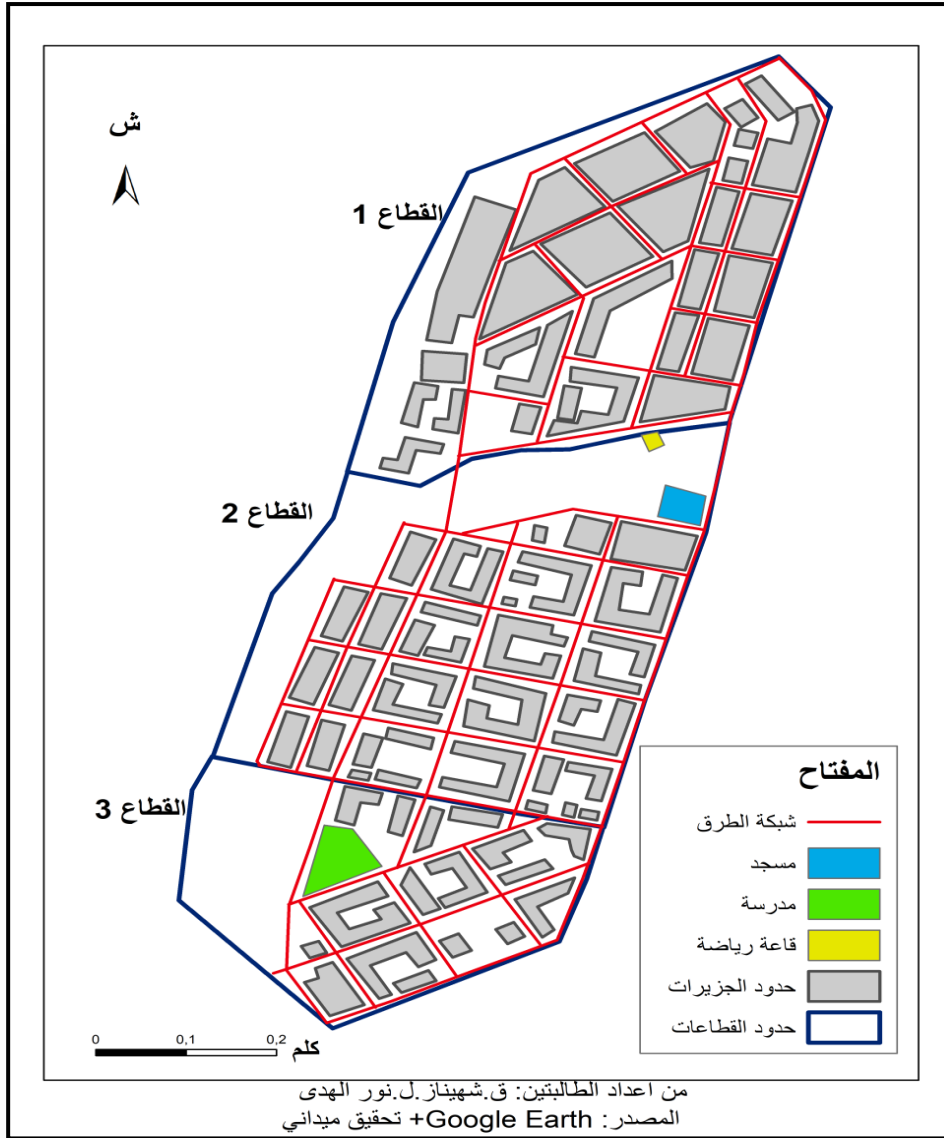 ش
القطاع 1
القطاع 2
القطاع 3
المفتاح
شبكة الطرق
مسجد
مدرسة
قاعة رياضة
حدود الجزيرات
حدود القطاعات
0 0,1 0,2 كلم
من اعداد الطالبتين: ق.شهيناز.ل.نور الهدى
المصدر: Google Earth+ تحقيق ميداني